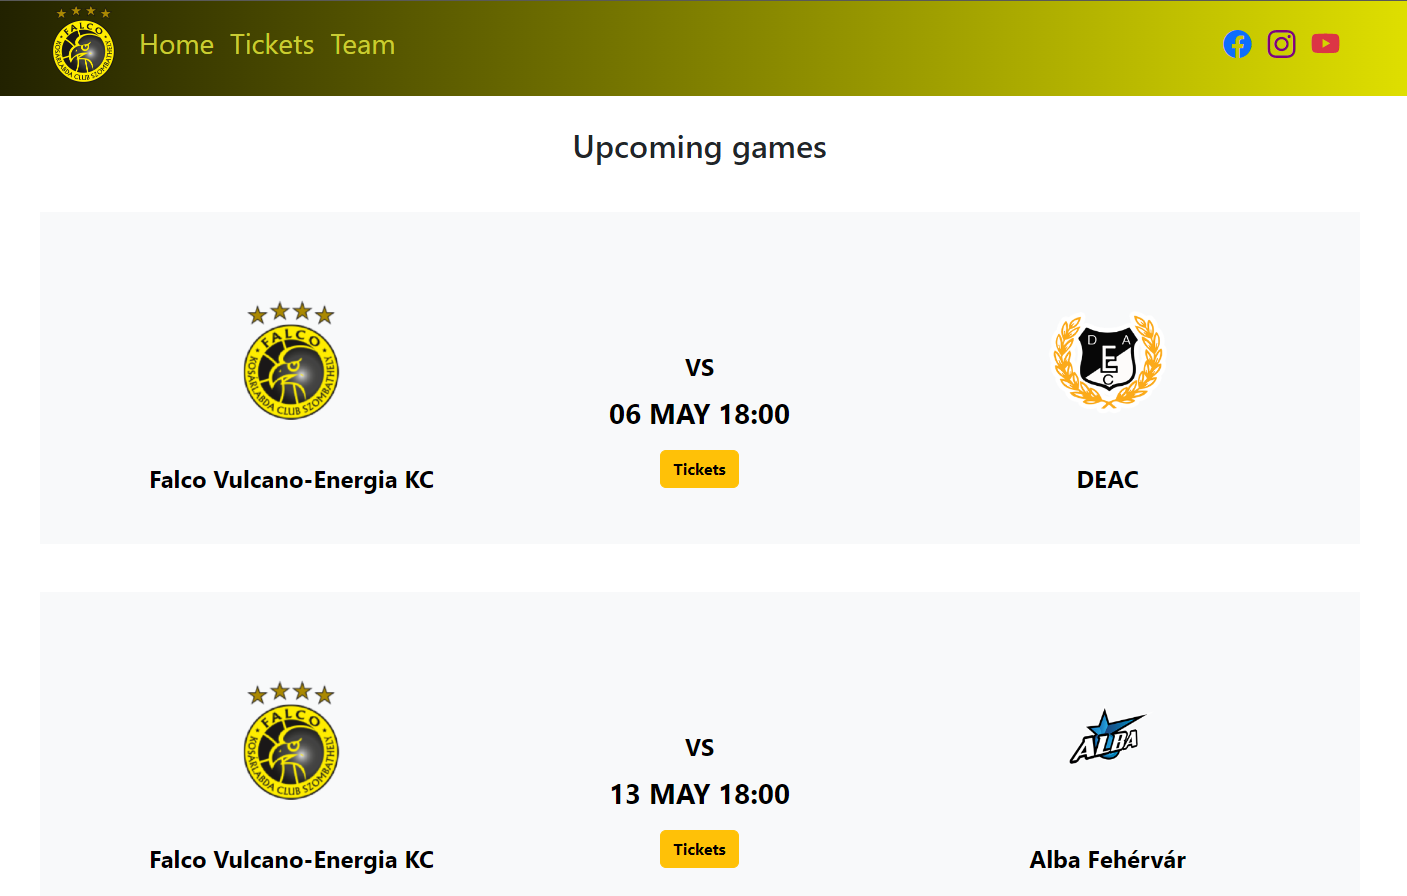 FALCO
KOSÁRLABDA CLUB SZOMBATHELY
Home Tickets Team
Upcoming games
FALCO
KOSÁRLABDA CLUB SZOMBATHELY
Falco Vulcano-Energia KC
VS
06 MAY 18:00
Tickets
D E A C
DEAC
FALCO
KOSÁRLABDA CLUB SZOMBATHELY
Falco Vulcano-Energia KC
VS
13 MAY 18:00
Tickets
ALBA
Alba Fehérvár